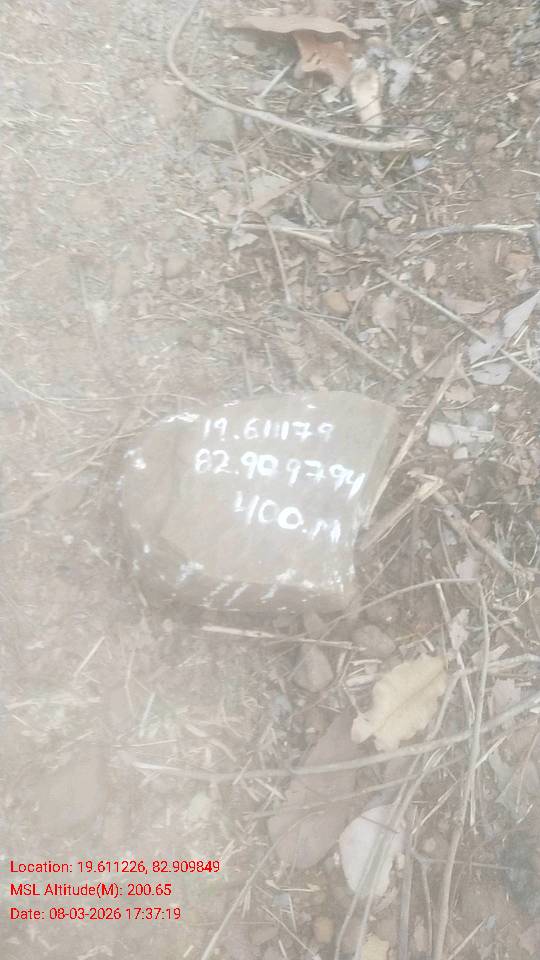 19.611179
82.909794
400.M
Location: 19.611226, 82.909849
MSL Altitude(M): 200.65
Date: 08-03-2026 17:37:19